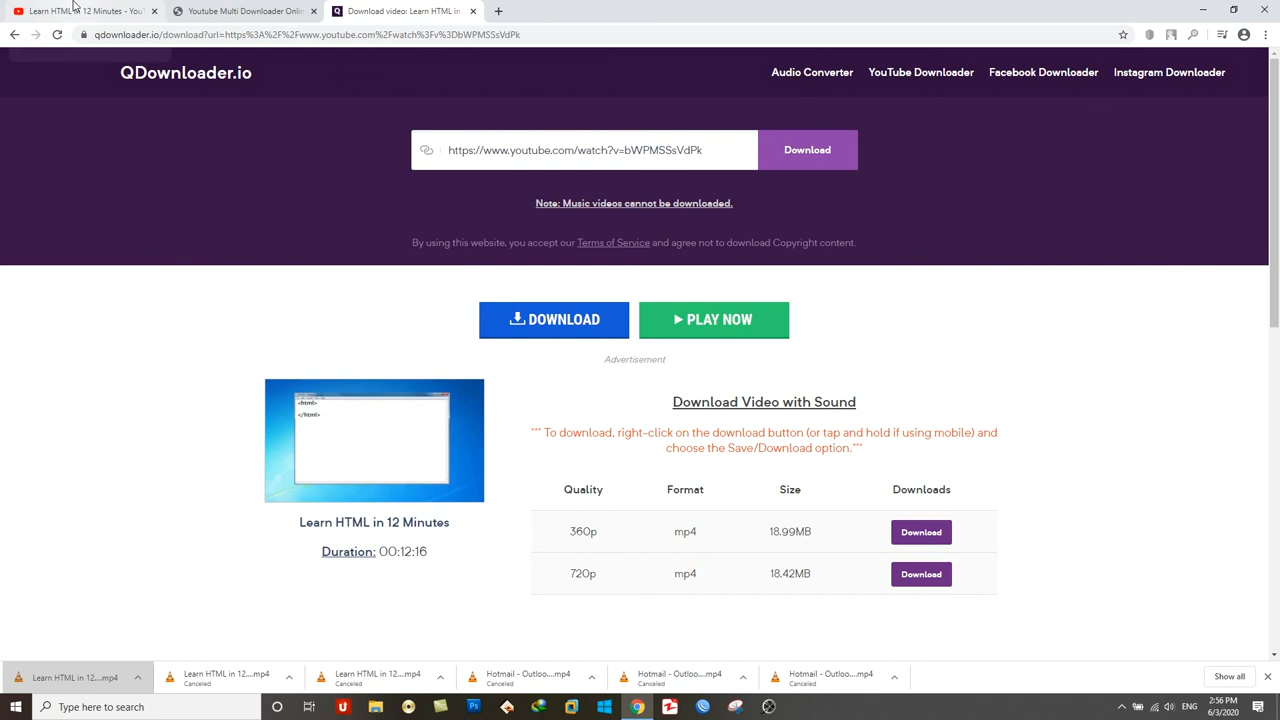 Learn HTML in 12 Minutes - YouT
Youtube Multi Downloader Onlin
Download video: Learn HTML in
qdownloader.io/download?url=https%3A%2F%2Fwww.youtube.com%2Fwatch%3Fv%3DbWPMSSsVdPk
QDownloader.io
Audio Converter
YouTube Downloader
Facebook Downloader
Instagram Downloader
https://www.youtube.com/watch?v=bWPMSSsVdPk
Download
Note: Music videos cannot be downloaded.
By using this website, you accept our Terms of Service and agree not to download Copyright content.
DOWNLOAD
PLAY NOW
Advertisement
<html>
</html>
Learn HTML in 12 Minutes
Duration: 00:12:16
Download Video with Sound
*** To download, right-click on the download button (or tap and hold if using mobile) and
choose the Save/Download option.***
Quality Format Size Downloads
360p mp4 18.99MB Download
720p mp4 18.42MB Download
Learn HTML in 12....mp4
Learn HTML in 12....mp4
Canceled
Learn HTML in 12....mp4
Canceled
Hotmail - Outloo....mp4
Canceled
Hotmail - Outloo....mp4
Canceled
Hotmail - Outloo....mp4
Canceled
Show all
Type here to search
ENG
2:56 PM
6/3/2020